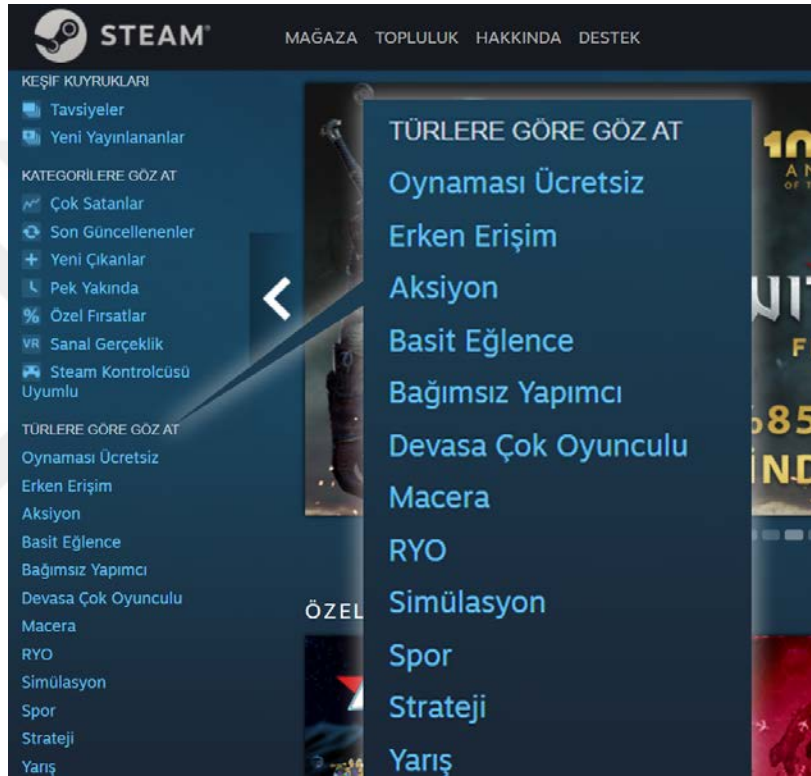 STEAM®
MAĞAZA TOPLULUK HAKKINDA DESTEK
KEŞİF KUYRUKLARI
Tavsiyeler
Yeni Yayınlananlar
KATEGORİLERE GÖZ AT
Çok Satanlar
Son Güncellenenler
Yeni Çıkanlar
Pek Yakında
% Özel Fırsatlar
VR Sanal Gerçeklik
Steam Kontrolcüsü
Uyumlu
TÜRLERE GÖRE GÖZ AT
Oynaması Ücretsiz
Erken Erişim
Aksiyon
Basit Eğlence
Bağımsız Yapımcı
Devasa Çok Oyunculu
Macera
RYO
Simülasyon
Spor
Strateji
Yarış
TÜRLERE GÖRE GÖZ AT
Oynaması Ücretsiz
Erken Erişim
Aksiyon
Basit Eğlence
Bağımsız Yapımcı
Devasa Çok Oyunculu
Macera
RYO
Simülasyon
Spor
Strateji
Yarış